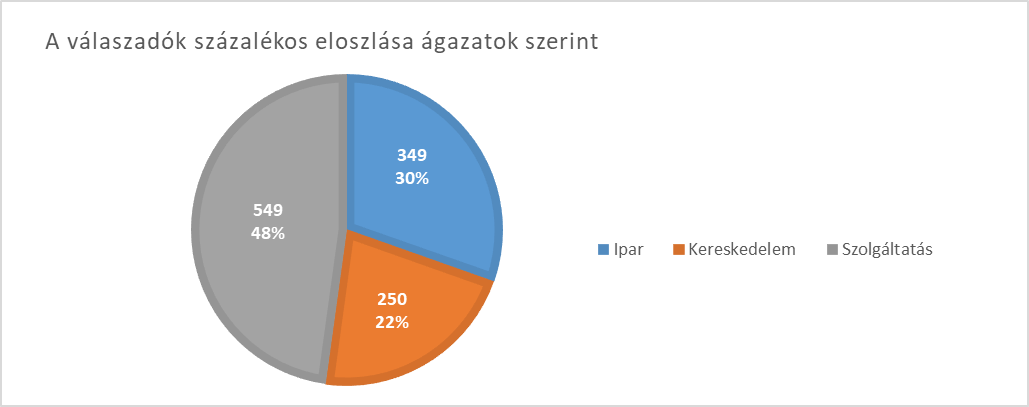 A válaszadók százalékos eloszlása ágazatok szerint
349
30%
549
48%
250
22%
Ipar
Kereskedelem
Szolgáltatás